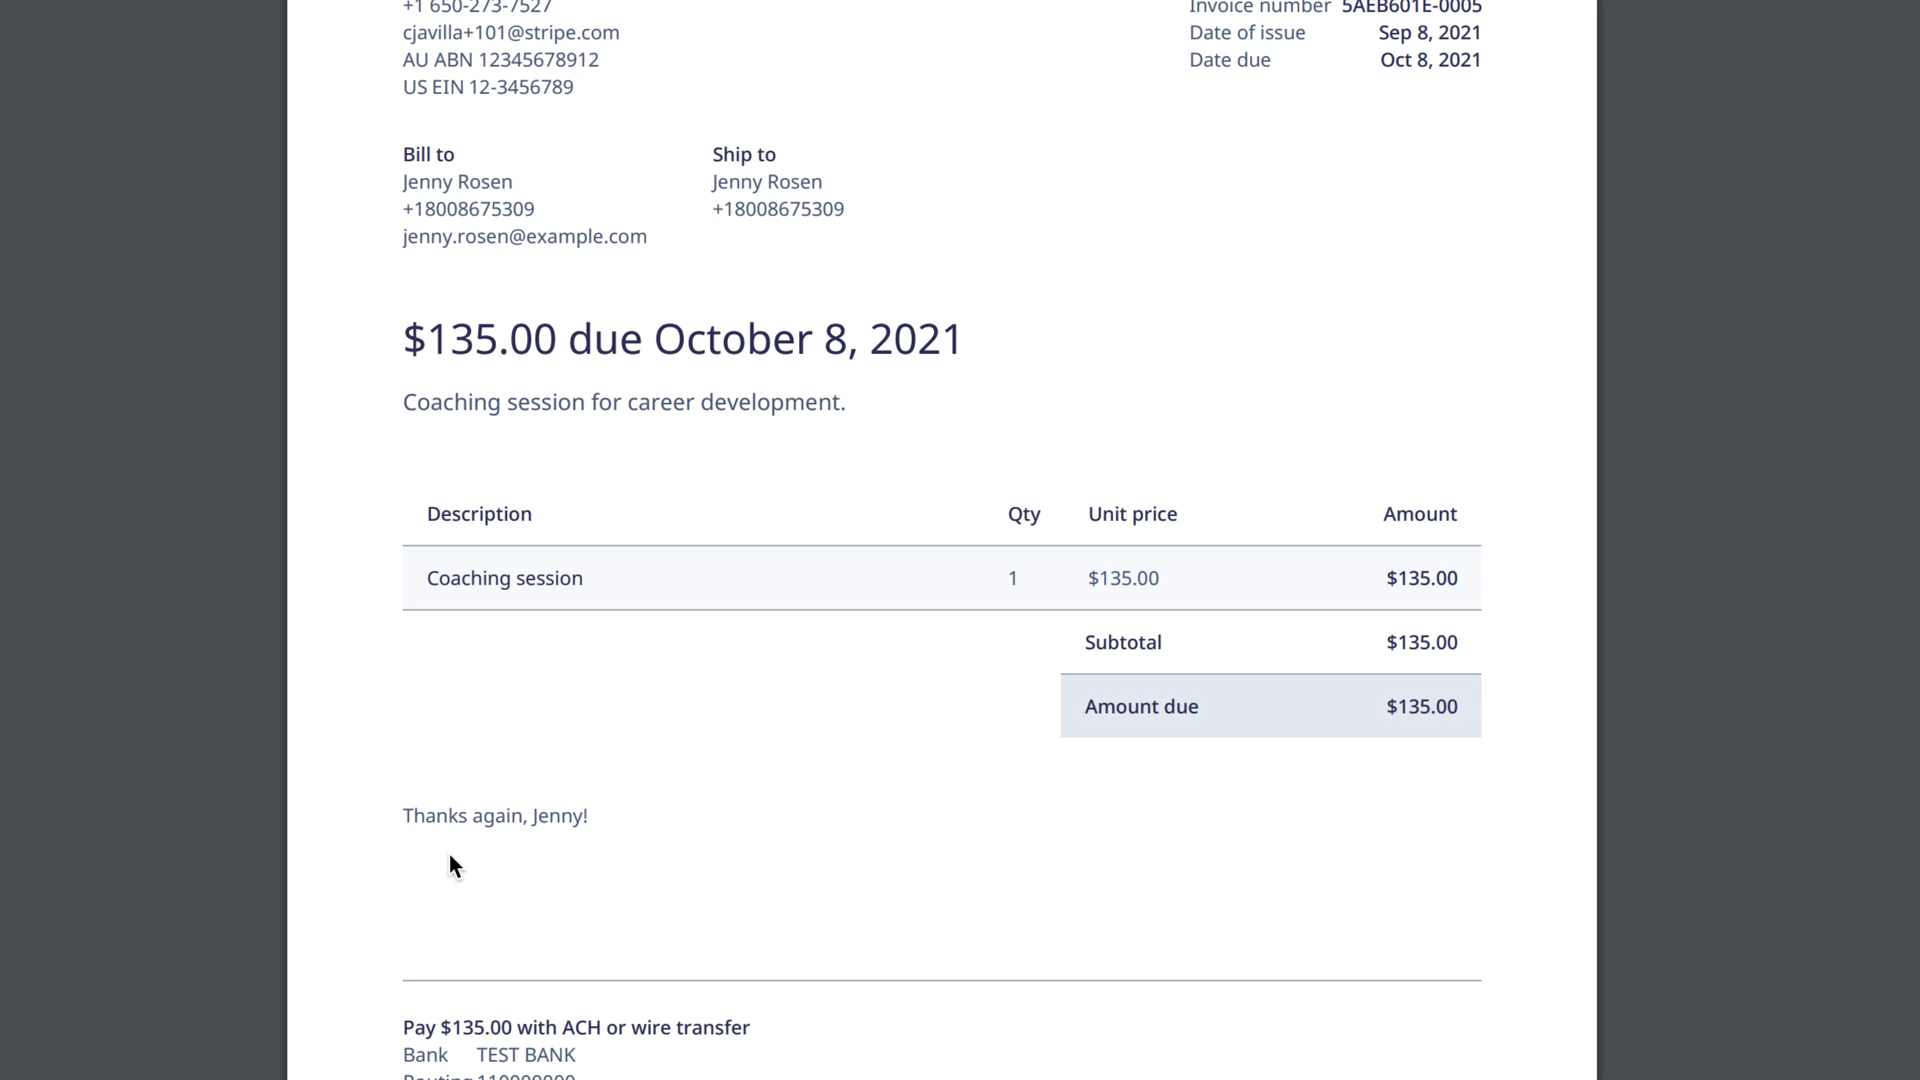 +1 650-273-7527
cjavilla+101@stripe.com
AU ABN 12345678912
US EIN 12-3456789
Invoice number 5AEB601E-0005
Date of issue Sep 8, 2021
Date due Oct 8, 2021
Bill to
Jenny Rosen
+18008675309
jenny.rosen@example.com
Ship to
Jenny Rosen
+18008675309
$135.00 due October 8, 2021
Coaching session for career development.
Description Qty Unit price Amount
Coaching session 1 $135.00 $135.00
Subtotal $135.00
Amount due $135.00
Thanks again, Jenny!
Pay $135.00 with ACH or wire transfer
Bank TEST BANK
Routing 110000000